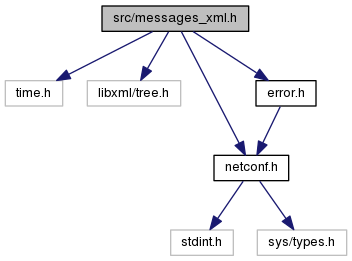 src/messages_xml.h
time.h
libxml/tree.h
error.h
netconf.h
stdint.h
sys/types.h